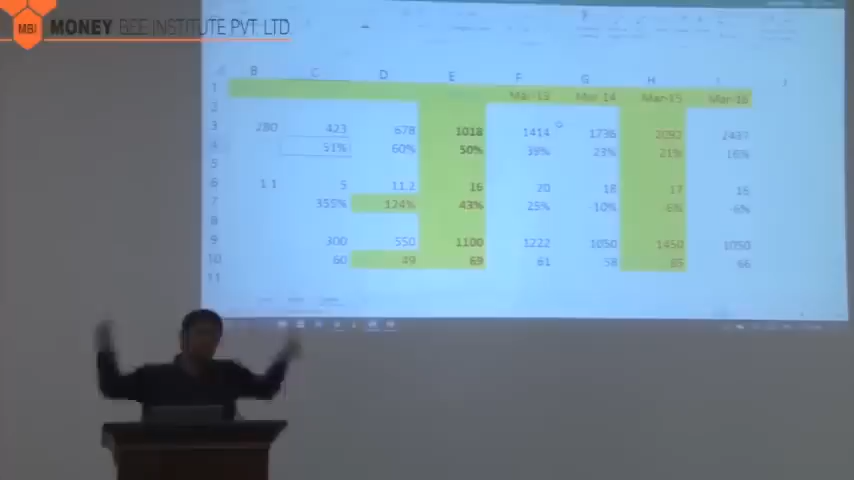 MBI MONEY BEE INSTITUTE PVT. LTD.
B C D E F G H I J
1 Mar-13 Mar-14 Mar-15 Mar-16
2
3 280 423 678 1018 1414 1736 2092 2437
4 51% 60% 50% 39% 23% 21% 16%
5
6 1.1 5 11.2 16 20 18 17 16
7 355% 124% 43% 25% -10% -6% -6%
8
9 300 550 1100 1222 1050 1450 1050
10 60 49 69 61 58 85 66
11